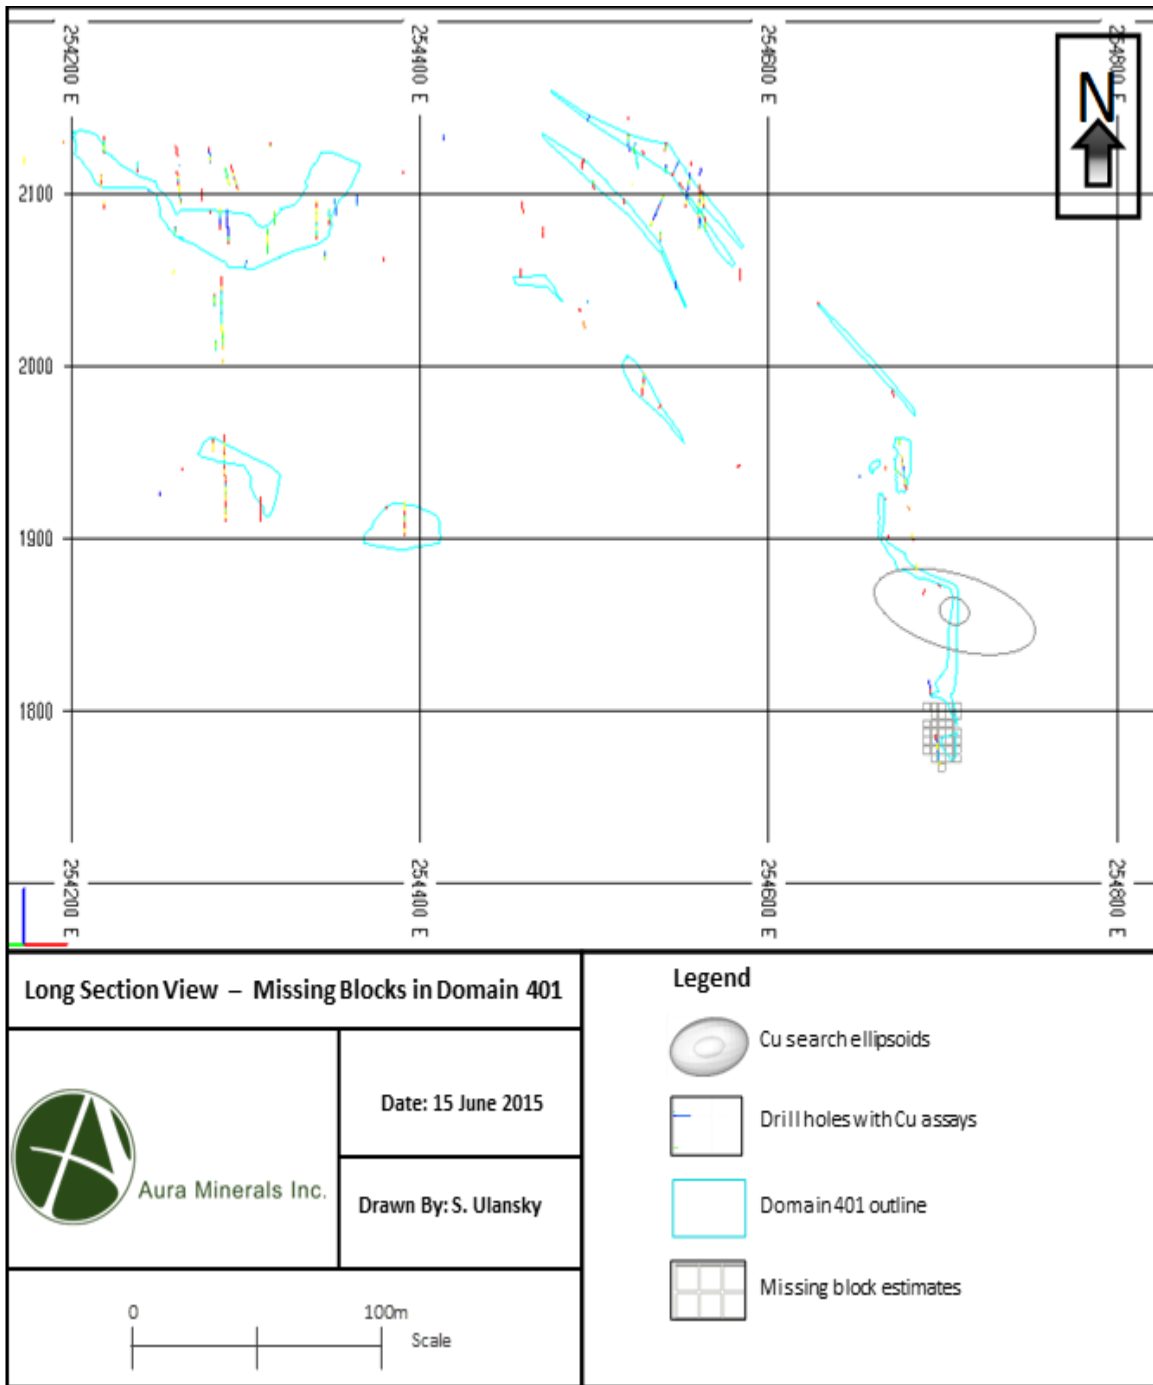 254200 E
254400 E
254600 E
254800 E
N
2100
2000
1900
1800
254200 E
254400 E
254600 E
254800 E
Long Section View – Missing Blocks in Domain 401
Aura Minerals Inc.
Date: 15 June 2015
Drawn By: S. Ulansky
0 100m
Scale
Legend
Cu search ellipsoids
Drill holes with Cu assays
Domain 401 outline
Missing block estimates